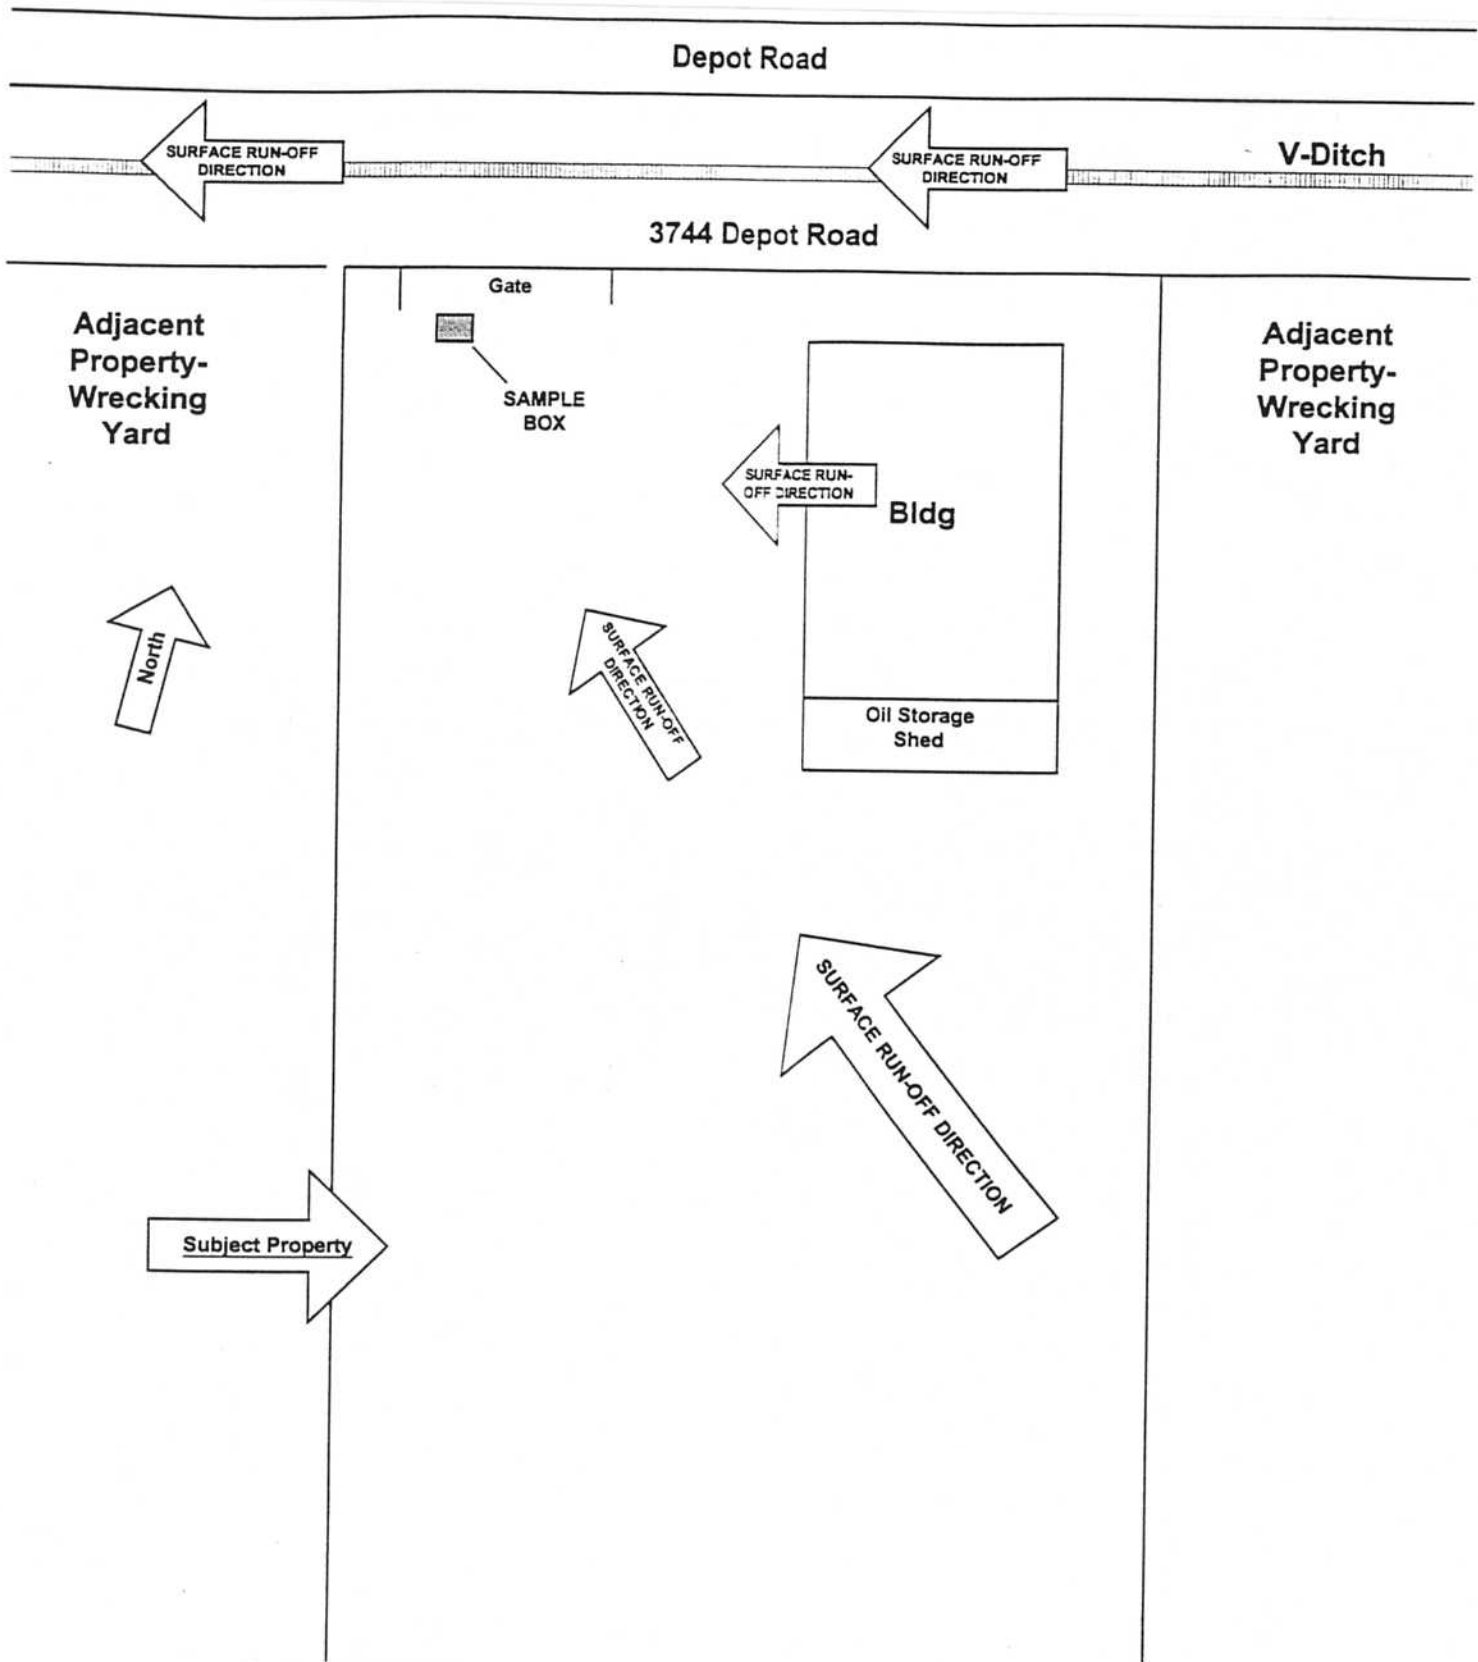 Depot Road
SURFACE RUN-OFF
DIRECTION
SURFACE RUN-OFF
DIRECTION
V-Ditch
3744 Depot Road
Gate
Adjacent
Property-
Wrecking
Yard
SAMPLE
BOX
Adjacent
Property-
Wrecking
Yard
SURFACE RUN-
OFF DIRECTION
Bldg
North
SURFACE RUN-OFF
DIRECTION
Oil Storage
Shed
SURFACE RUN-OFF DIRECTION
Subject Property